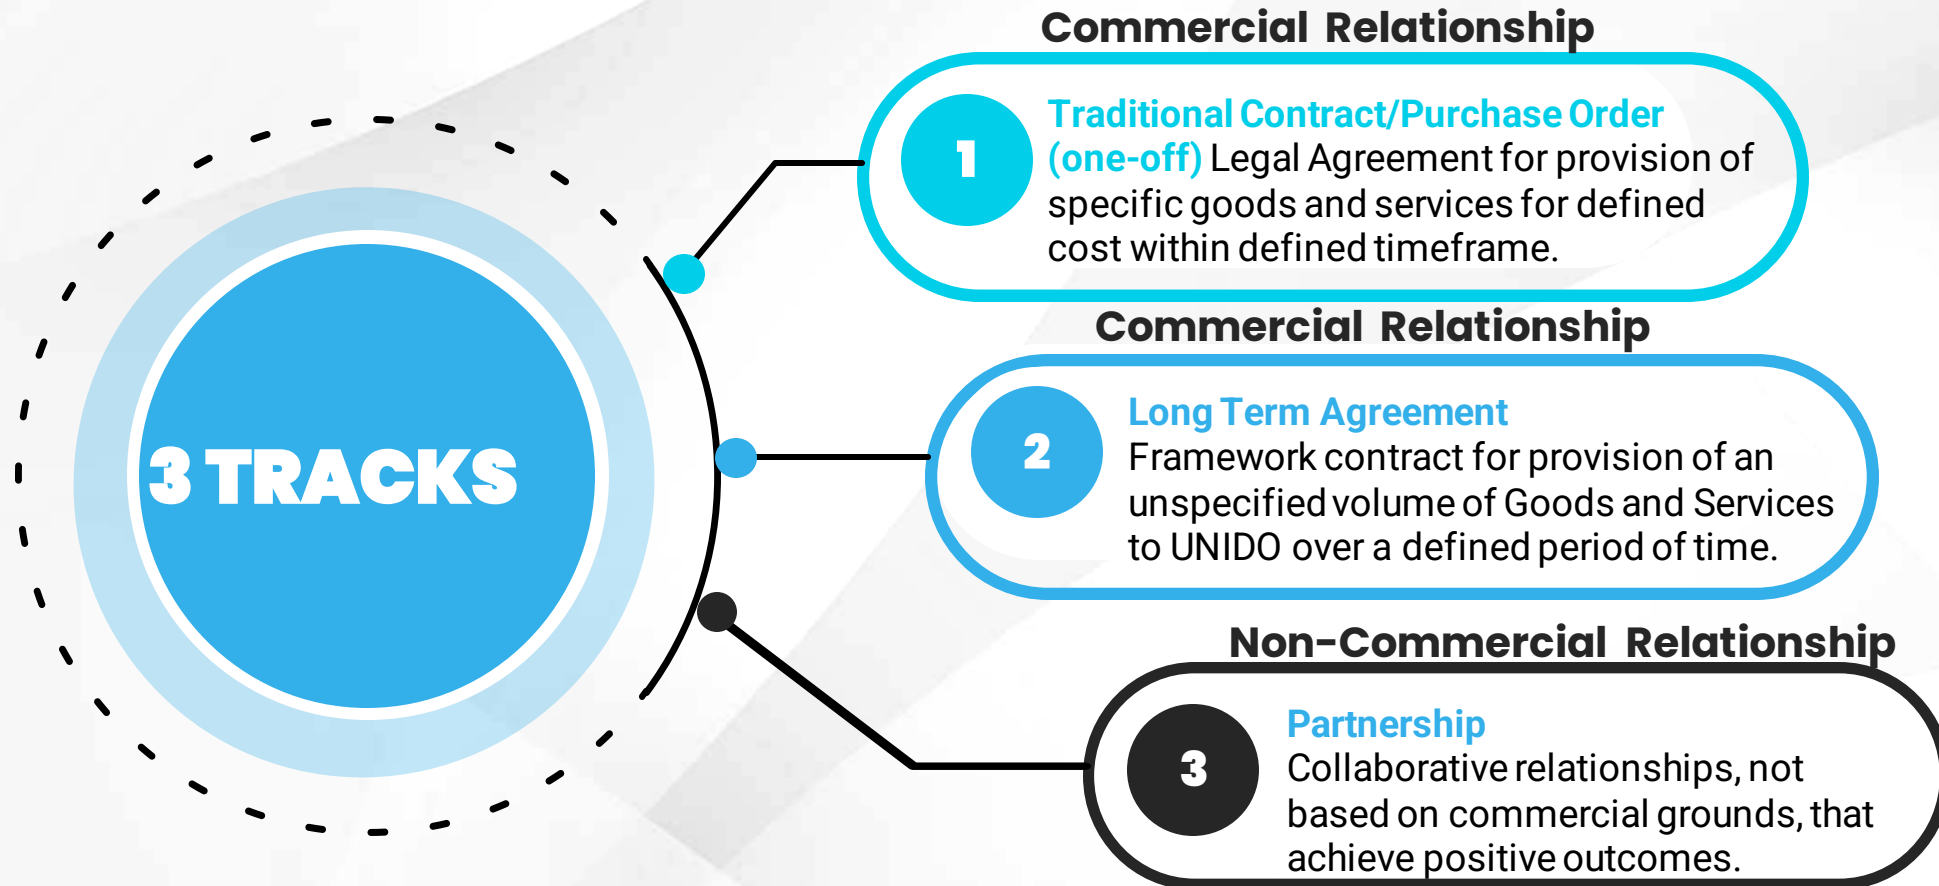 3 TRACKS
Commercial Relationship
1
Traditional Contract/Purchase Order
(one-off) Legal Agreement for provision of
specific goods and services for defined
cost within defined timeframe.
Commercial Relationship
2
Long Term Agreement
Framework contract for provision of an
unspecified volume of Goods and Services
to UNIDO over a defined period of time.
Non-Commercial Relationship
3
Partnership
Collaborative relationships, not
based on commercial grounds, that
achieve positive outcomes.